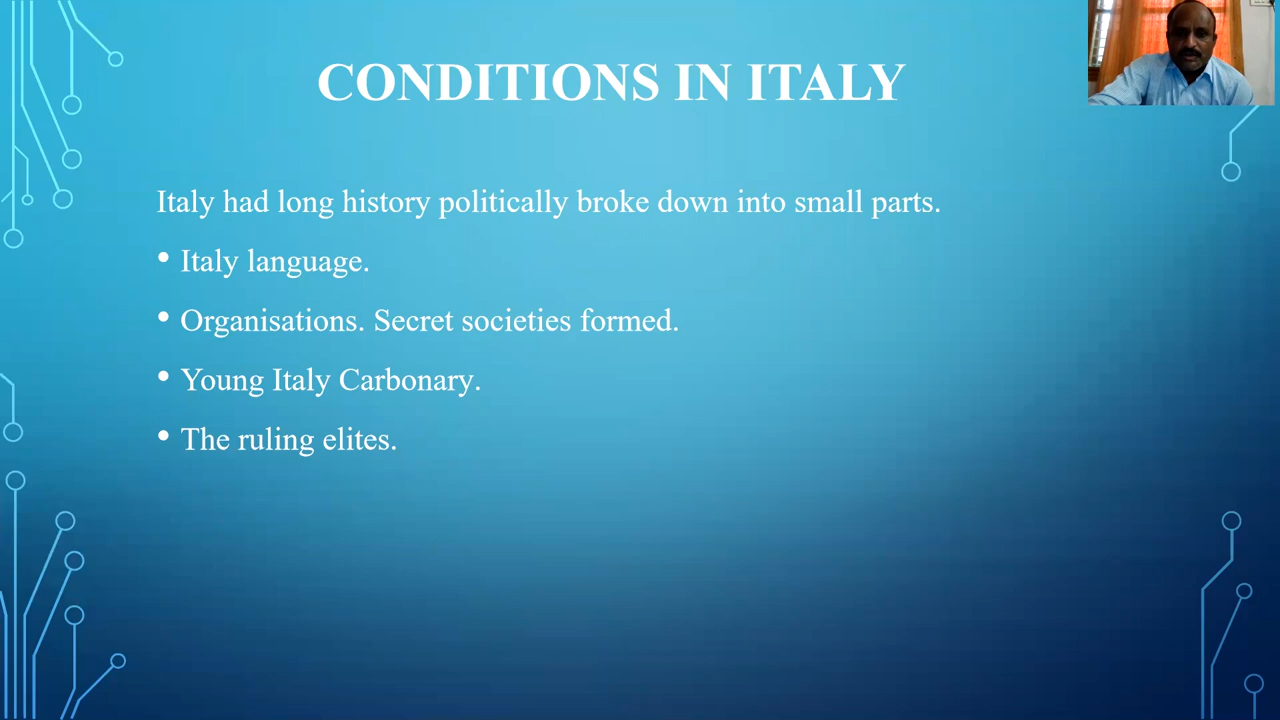 CONDITIONS IN ITALY
Italy had long history politically broke down into small parts.
• Italy language.
• Organisations. Secret societies formed.
• Young Italy Carbonary.
• The ruling elites.